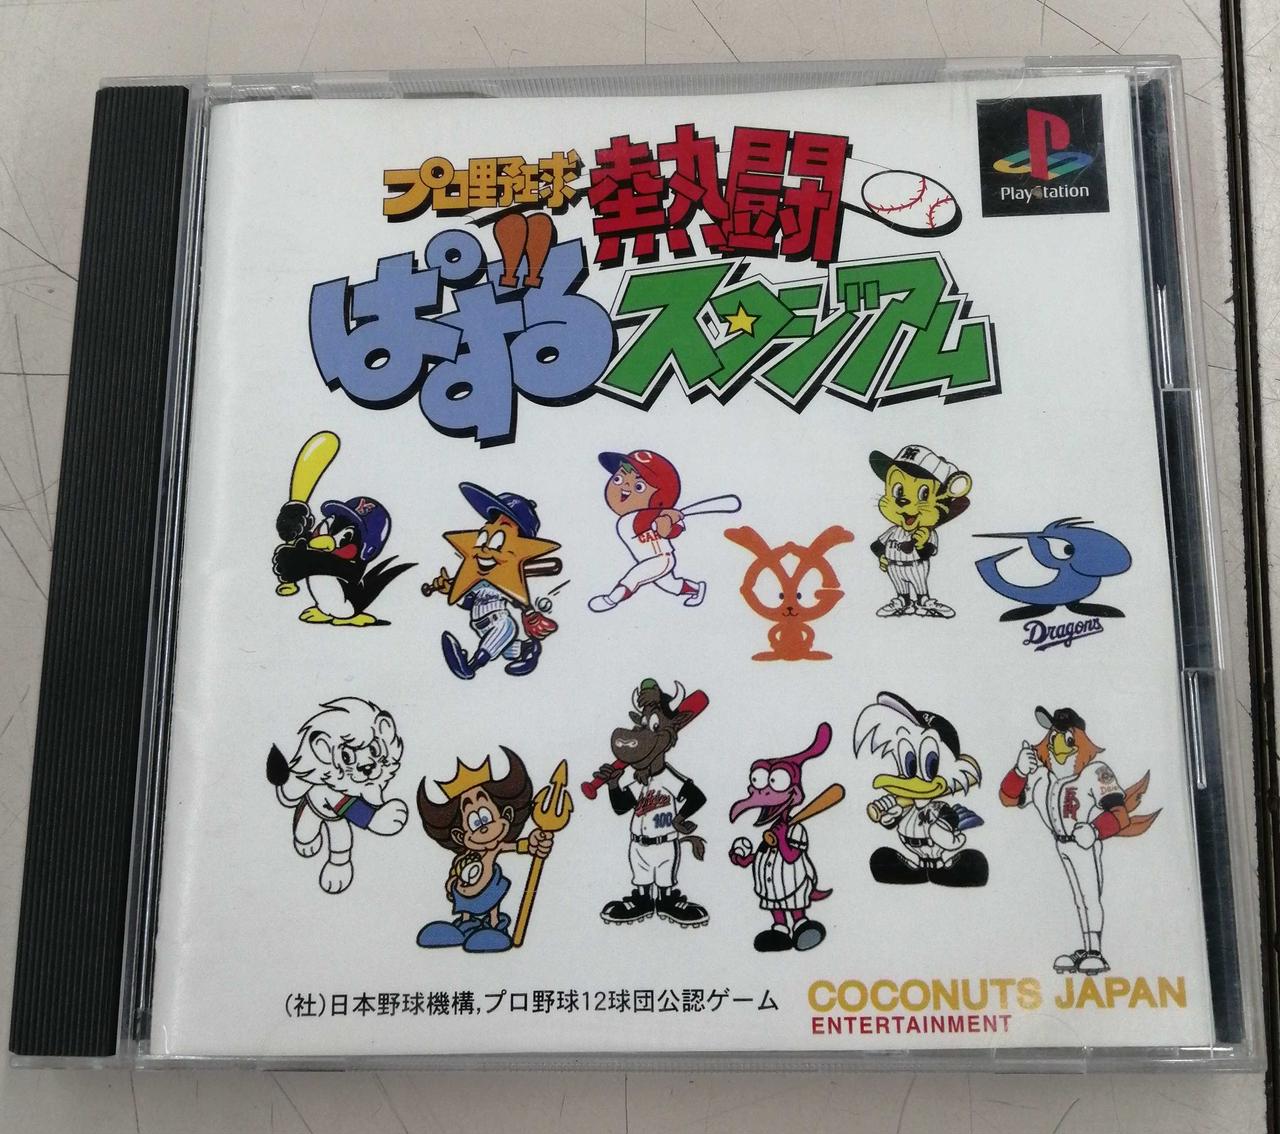 PlayStation
プロ野球 熱闘
ぱずる!!スタジアム
Dragons
Buffaloes
100
(社)日本野球機構,プロ野球12球団公認ゲーム
COCONUTS JAPAN
ENTERTAINMENT